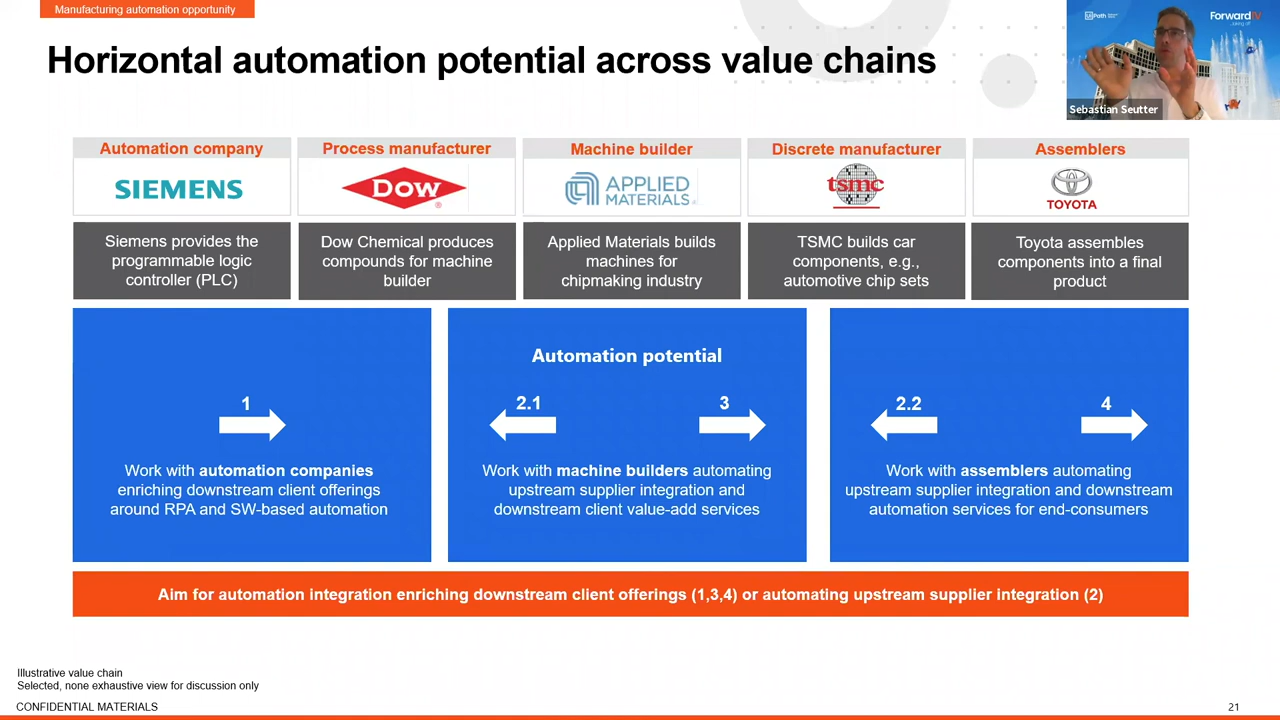 Manufacturing automation opportunity
Horizontal automation potential across value chains
UiPath
ForwardIV
Sebastian Seutter
Automation company
Process manufacturer
Machine builder
Discrete manufacturer
Assemblers
SIEMENS
Dow
APPLIED
MATERIALS
tsmc
TOYOTA
Siemens provides the
programmable logic
controller (PLC)
Dow Chemical produces
compounds for machine
builder
Applied Materials builds
machines for
chipmaking industry
TSMC builds car
components, e.g.,
automotive chip sets
Toyota assembles
components into a final
product
1
Work with automation companies
enriching downstream client offerings
around RPA and SW-based automation
Automation potential
2.1
3
Work with machine builders automating
upstream supplier integration and
downstream client value-add services
2.2
4
Work with assemblers automating
upstream supplier integration and downstream
automation services for end-consumers
Aim for automation integration enriching downstream client offerings (1,3,4) or automating upstream supplier integration (2)
Illustrative value chain
Selected, none exhaustive view for discussion only
CONFIDENTIAL MATERIALS
21